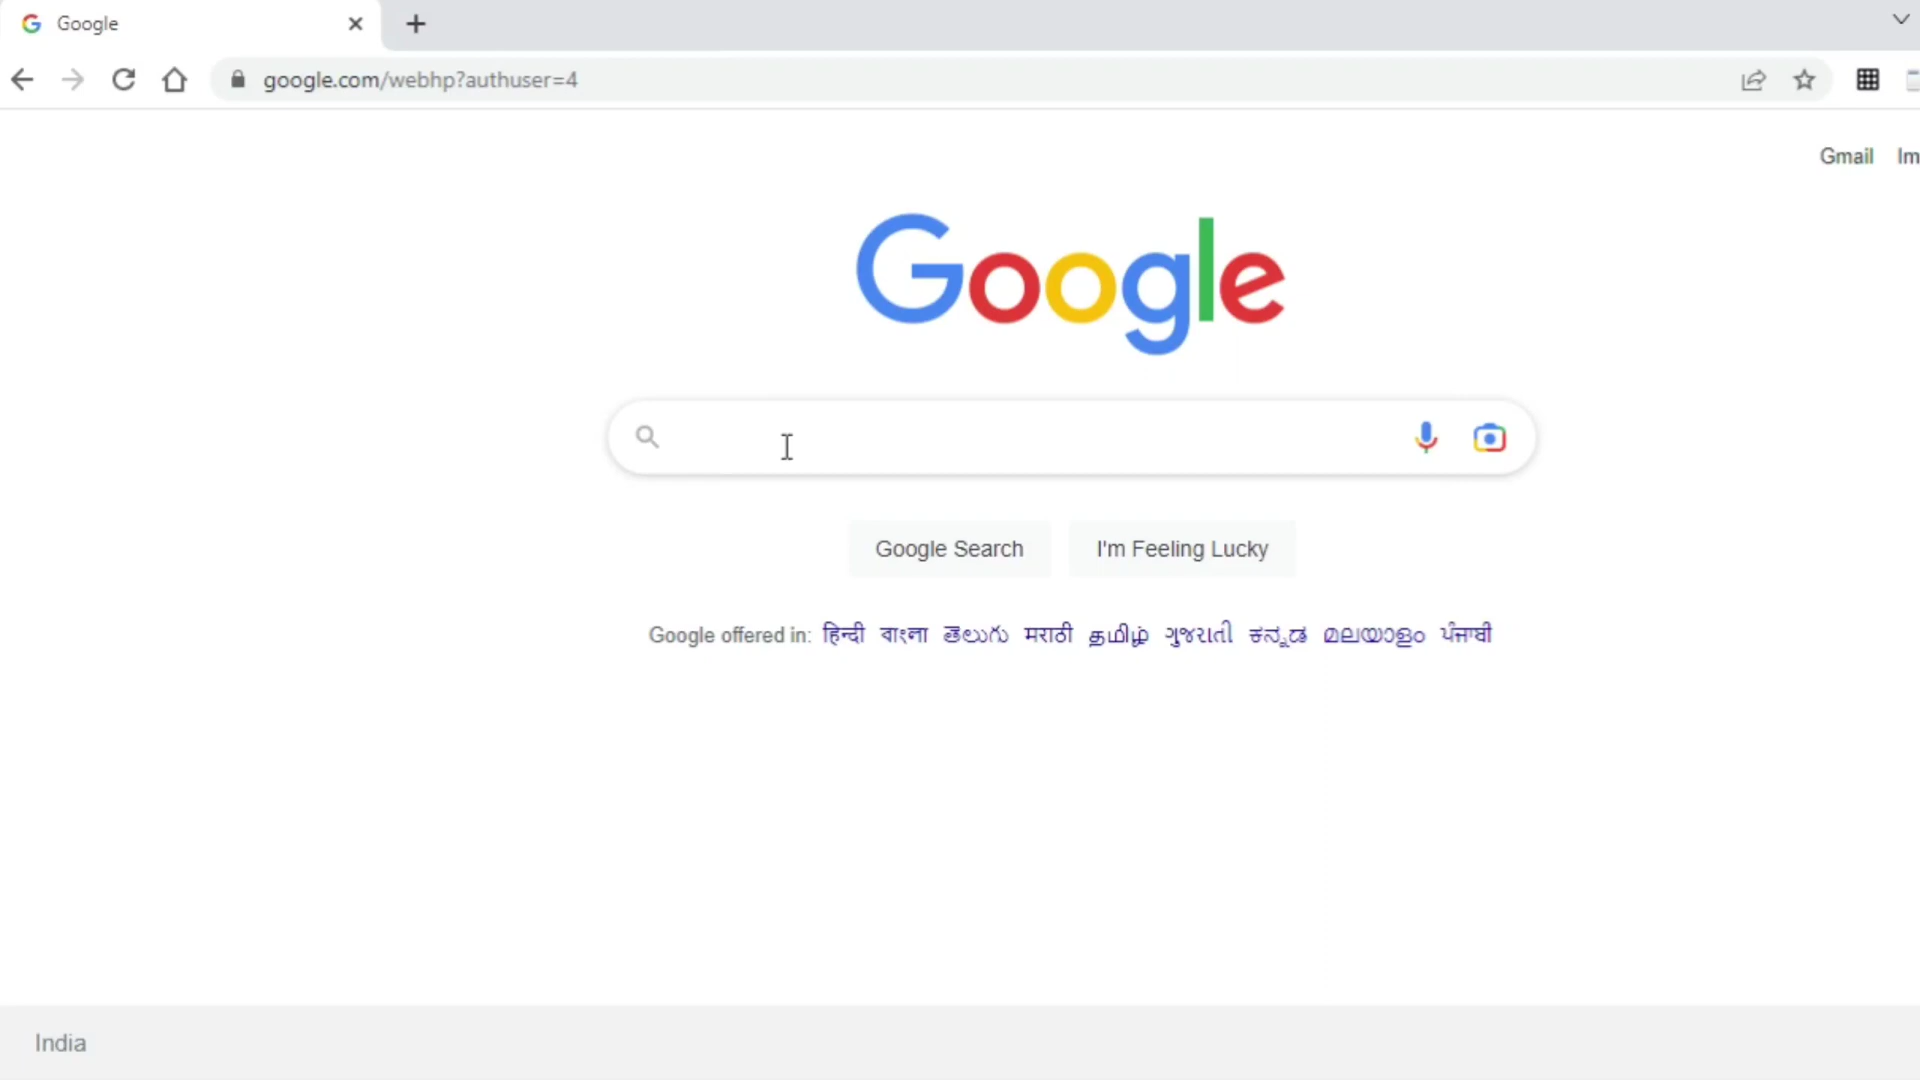 Google
google.com/webhp?authuser=4
Gmail Im
Google
Google Search I'm Feeling Lucky
Google offered in: हिन्दी বাংলা తెలుగు मराठी தமிழ் ગુજરાતી ಕನ್ನಡ മലയാളം ਪੰਜਾਬੀ
India